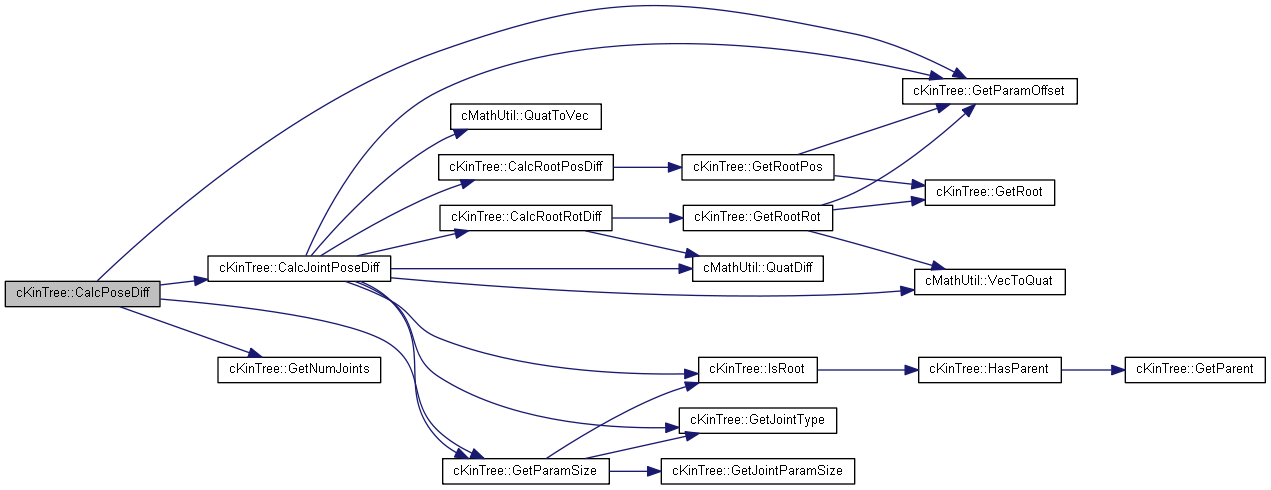 cKinTree::GetParamOffset
cMathUtil::QuatToVec
cKinTree::CalcRootPosDiff
cKinTree::GetRootPos
cKinTree::GetRoot
cKinTree::CalcRootRotDiff
cKinTree::GetRootRot
cKinTree::CalcJointPoseDiff
cMathUtil::QuatDiff
cMathUtil::VecToQuat
cKinTree::CalcPoseDiff
cKinTree::GetNumJoints
cKinTree::IsRoot
cKinTree::HasParent
cKinTree::GetParent
cKinTree::GetJointType
cKinTree::GetParamSize
cKinTree::GetJointParamSize